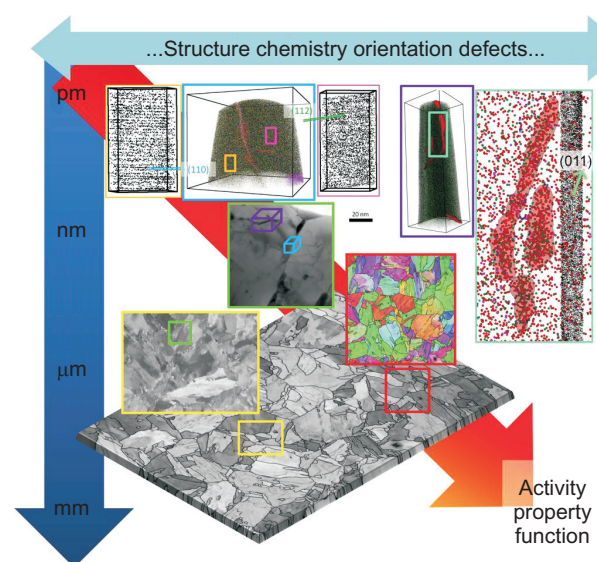 ...Structure chemistry orientation defects...
pm
(112)
(110)
(011)
20 nm
nm
μm
mm
Activity
property
function